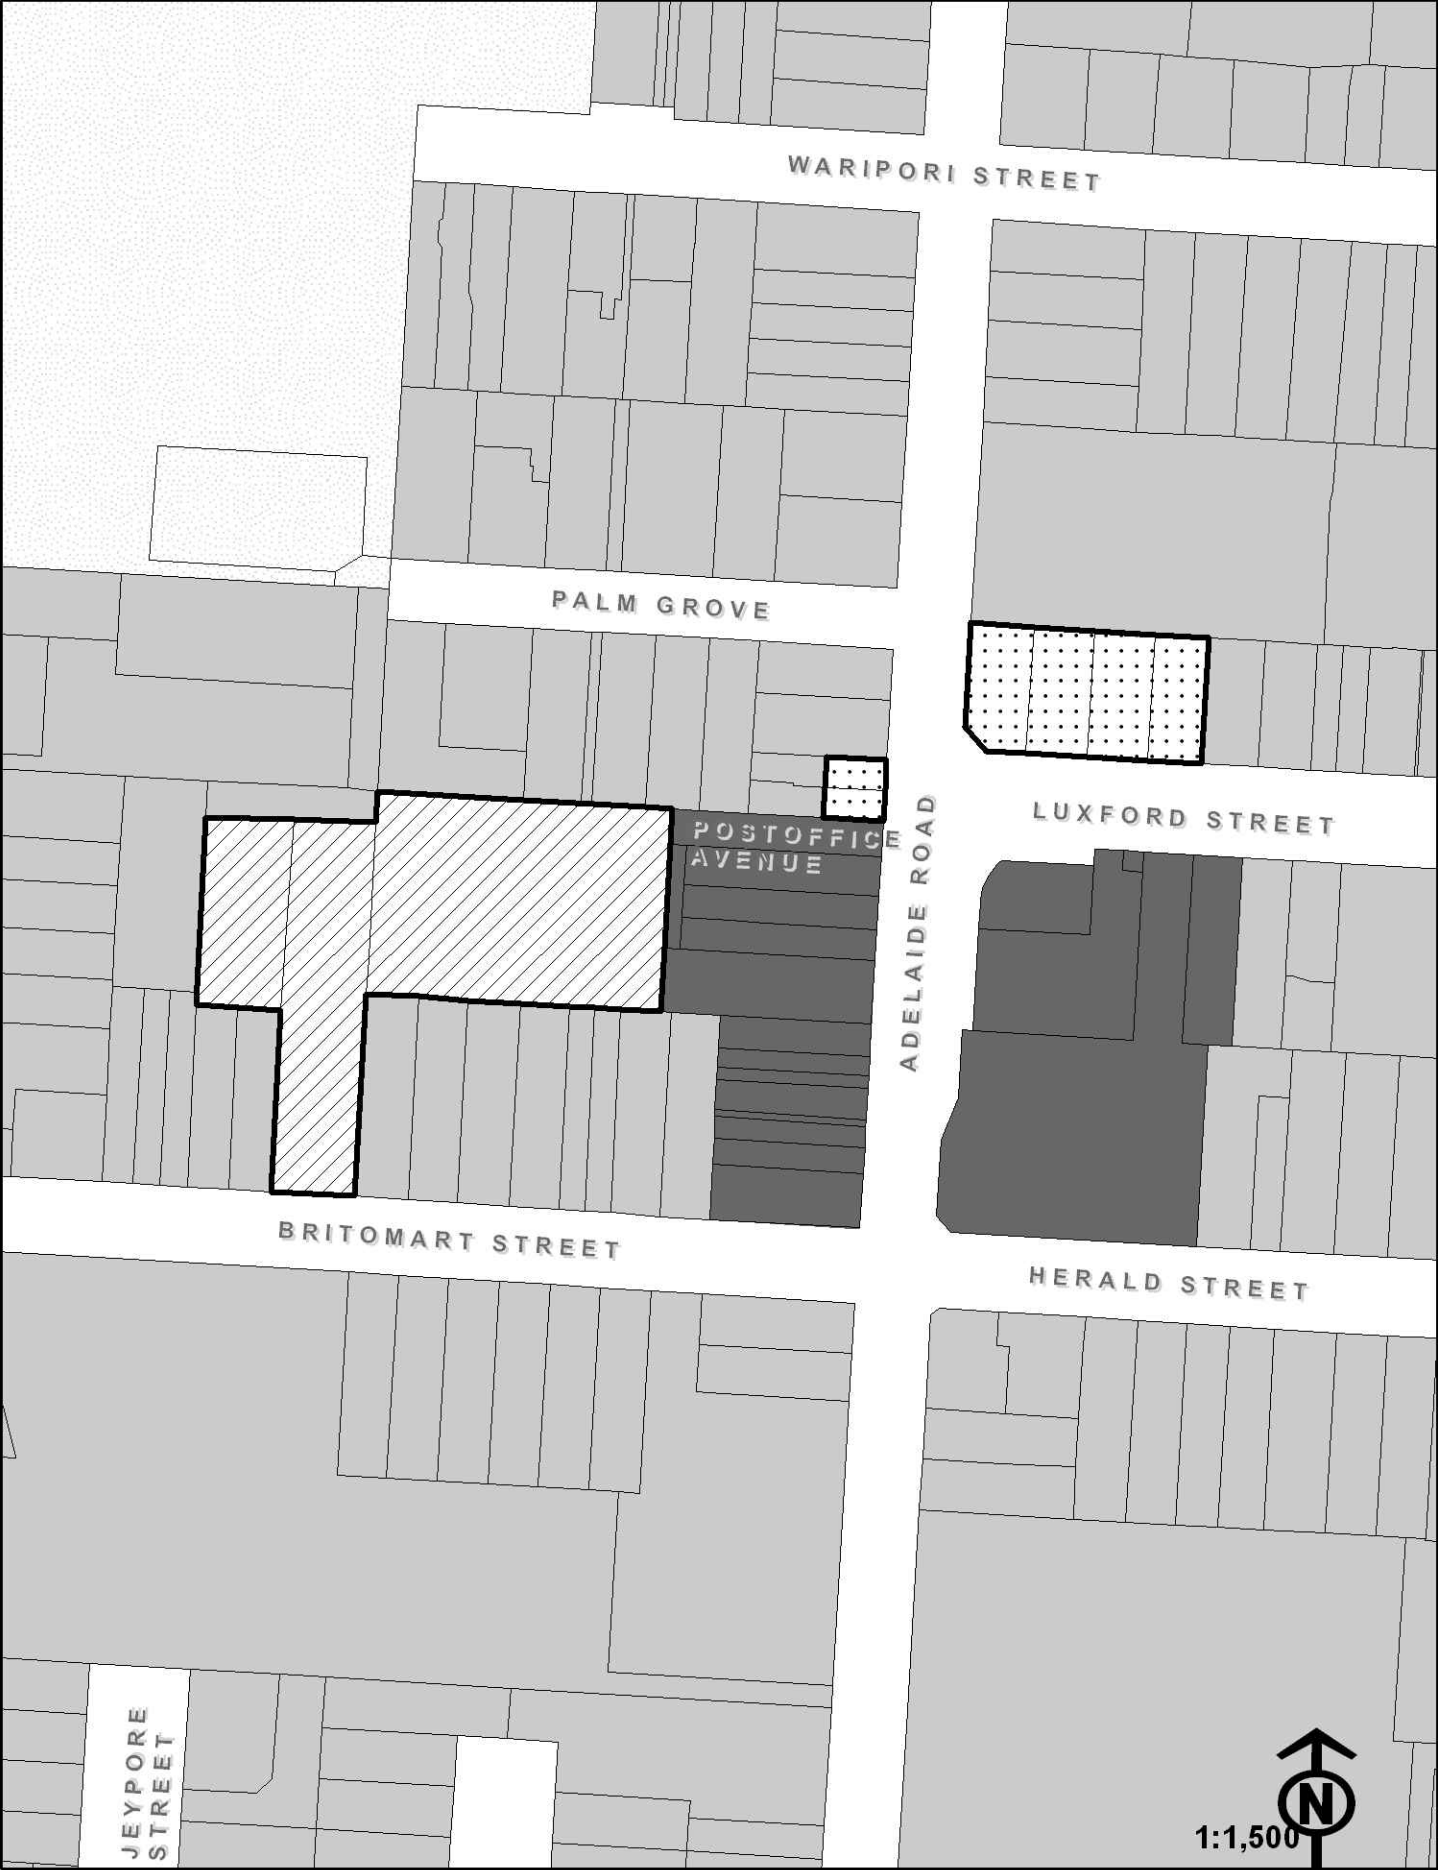 WARIPORI STREET
PALM GROVE
LUXFORD STREET
POSTOFFICE
AVENUE
ADELAIDE ROAD
BRITOMART STREET
HERALD STREET
JEYPORE
STREET
N
1:1,500